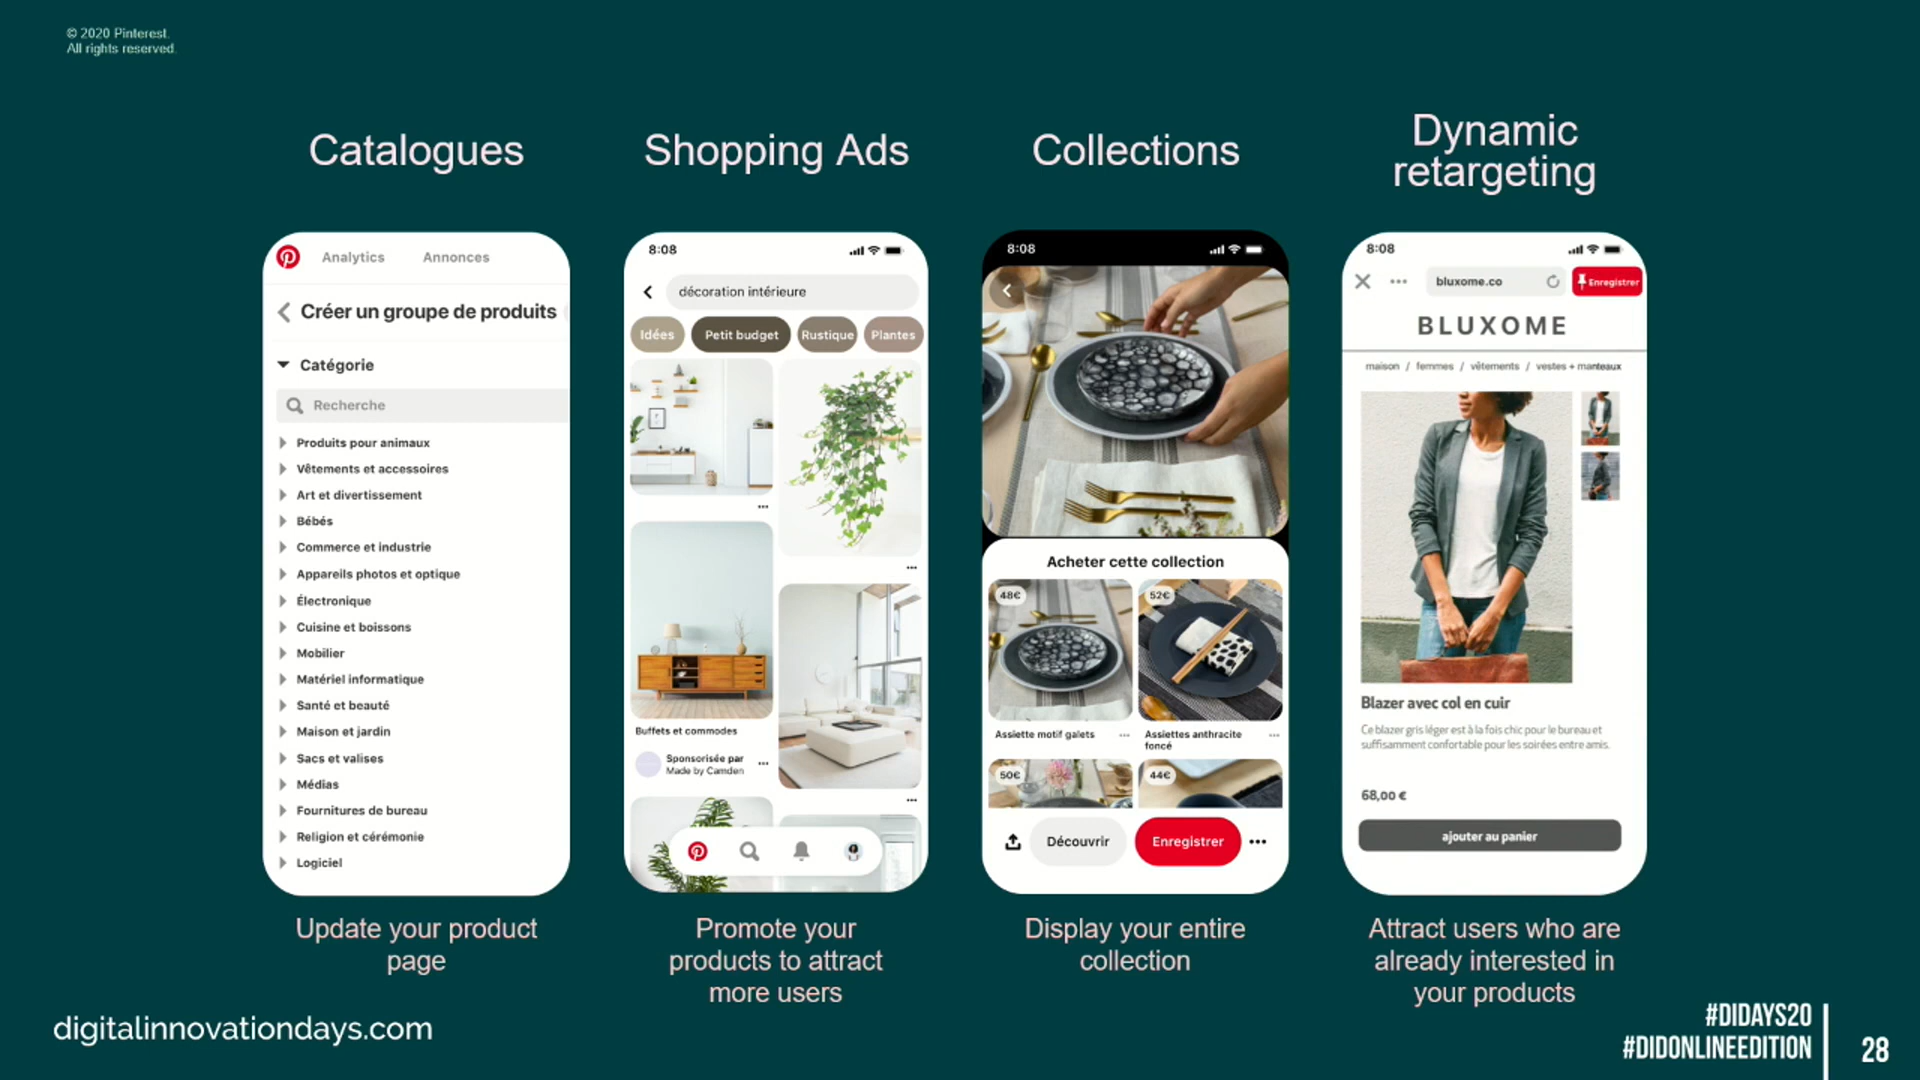 © 2020 Pinterest.
All rights reserved.
Catalogues
Shopping Ads
Collections
Dynamic
retargeting
Analytics
Annonces
Créer un groupe de produits
Catégorie
Recherche
Produits pour animaux
Vêtements et accessoires
Art et divertissement
Bébés
Commerce et industrie
Appareils photos et optique
Électronique
Cuisine et boissons
Mobilier
Matériel informatique
Santé et beauté
Maison et jardin
Sacs et valises
Médias
Fournitures de bureau
Religion et cérémonie
Logiciel
Update your product
page
8:08
décoration intérieure
Idées
Petit budget
Rustique
Plantes
Buffets et commodes
Sponsorisée par
Made by Camden
Promote your
products to attract
more users
8:08
Acheter cette collection
48€
52€
Assiette motif galets
Assiettes anthracite
foncé
50€
44€
Découvrir
Enregistrer
Display your entire
collection
8:08
bluxome.co
Enregistrer
BLUXOME
maison / femmes / vêtements / vestes + manteaux
Blazer avec col en cuir
Ce blazer gris léger est à la fois chic pour le bureau et
suffisamment confortable pour les soirées entre amis.
68,00 €
ajouter au panier
Attract users who are
already interested in
your products
digitalinnovationdays.com
#DIDAYS20
#DIDONLINEEDITION
28